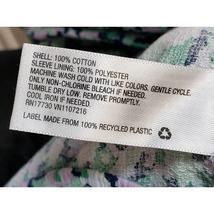 SHELL: 100% COTTON
SLEEVE LINING: 100% POLYESTER
MACHINE WASH COLD WITH LIKE COLORS. GENTLE CYCLE.
ONLY NON-CHLORINE BLEACH IF NEEDED.
TUMBLE DRY LOW. REMOVE PROMPTLY.
COOL IRON IF NEEDED.
RN17730 VN1107216
LABEL MADE FROM 100% RECYCLED PLASTIC